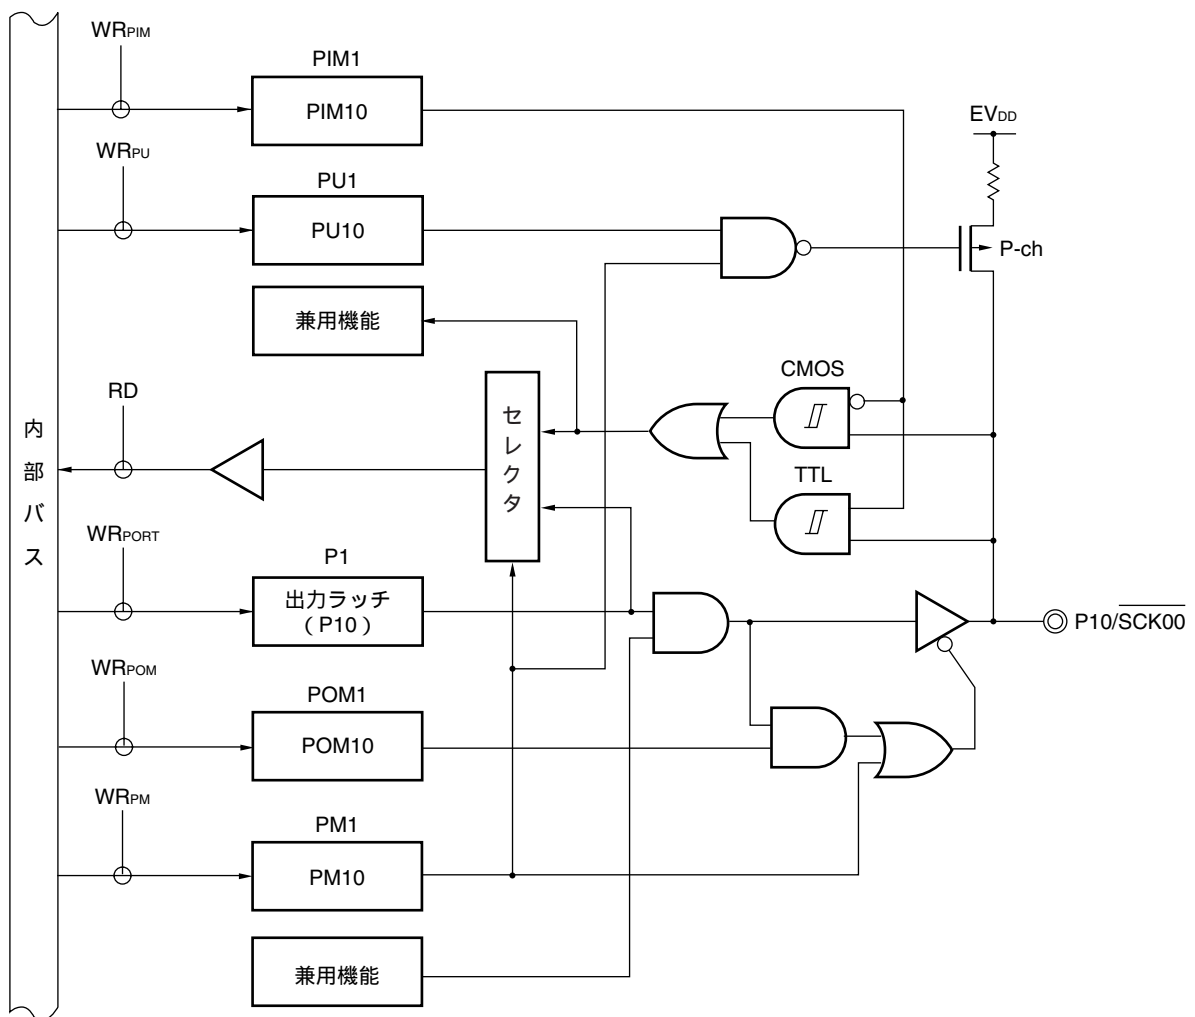 WRPIM
PIM1
PIM10
EVDD
WRPU
PU1
PU10
P-ch
兼用機能
CMOS
RD
セレクタ
内部バス
TTL
WRPORT
P1
出力ラッチ
(P10)
P10/SCK00
WRPOM
POM1
POM10
WRPM
PM1
PM10
兼用機能